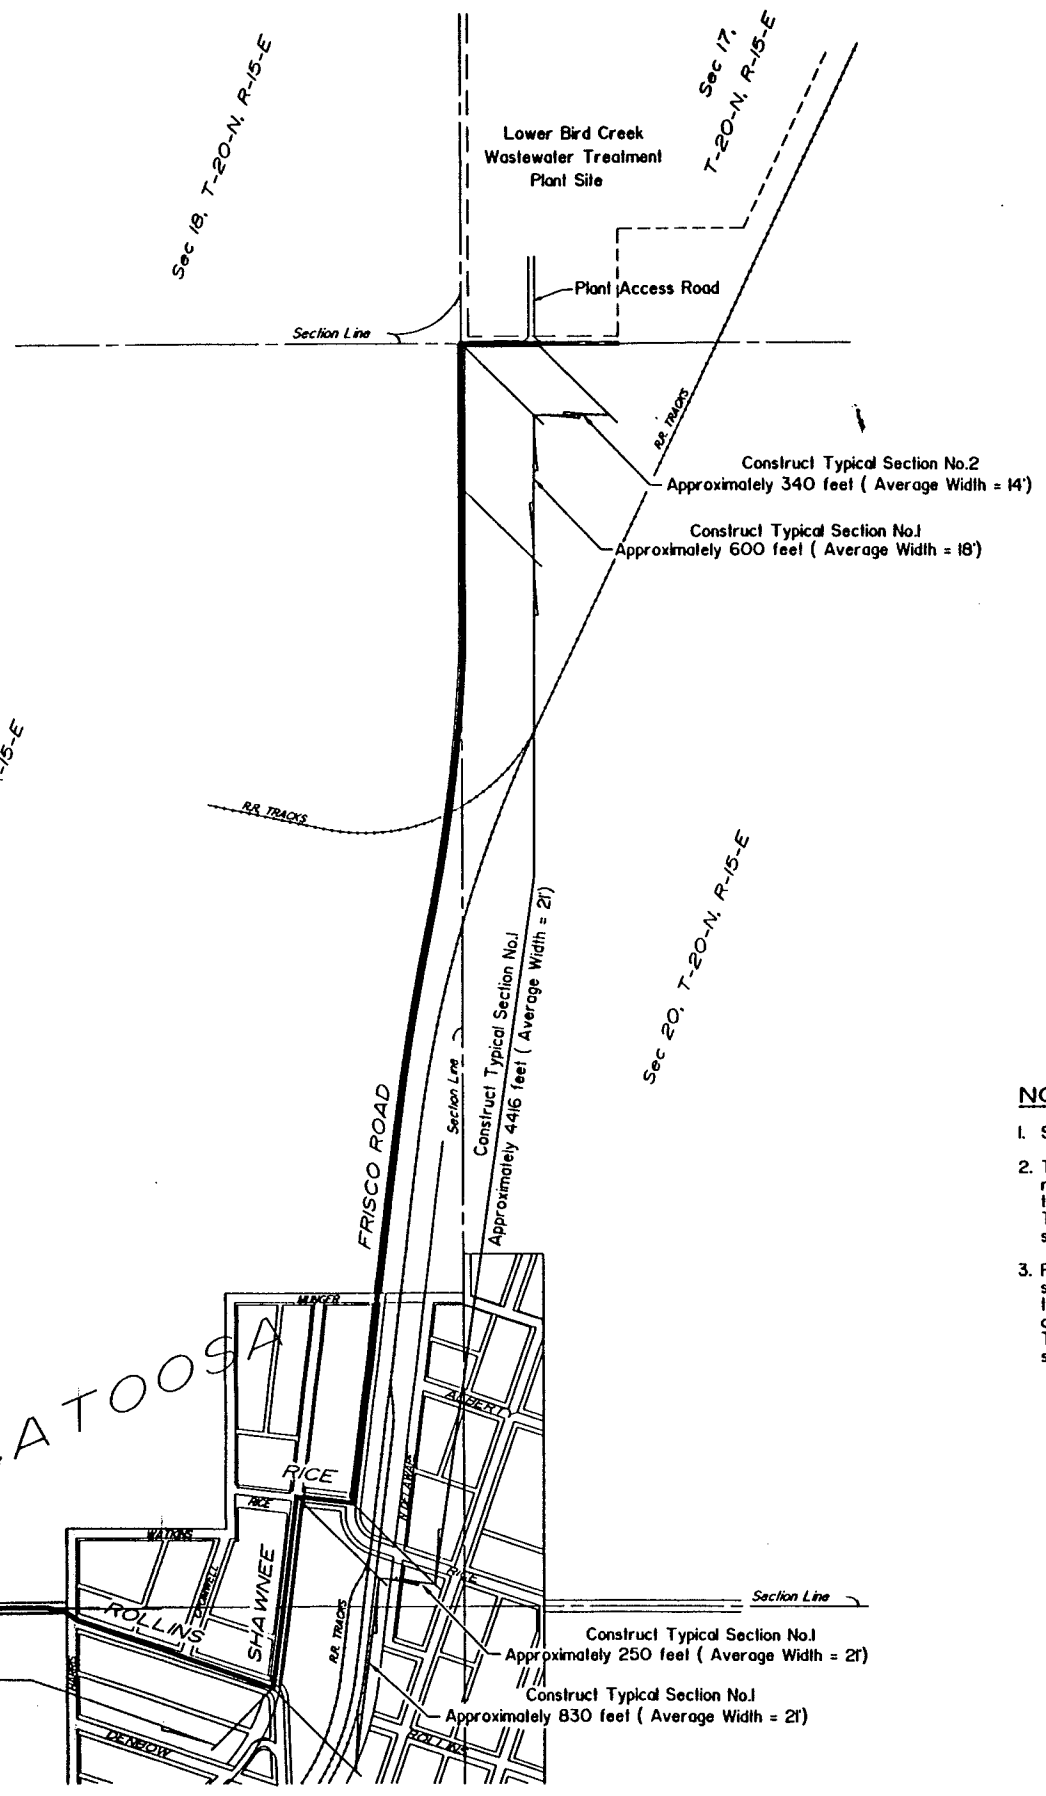 Sec 18, T-20-N, R-15-E
Sec 17,
T-20-N, R-15-E
Lower Bird Creek
Wastewater Treatment
Plant Site
Plant Access Road
Section Line
R.R. TRACKS
Construct Typical Section No.2
Approximately 340 feet ( Average Width = 14')
Construct Typical Section No.1
Approximately 600 feet ( Average Width = 18')
-15-E
R.R. TRACKS
Sec 20, T-20-N, R-15-E
Construct Typical Section No.1
Approximately 4416 feet ( Average Width = 21')
Section Line
FRISCO ROAD
NO
1. S
2. T
3.
MUNGER
ATOOSA
ALBERTY
N.DELAWARE
RICE
RICE
WATKINS
RICE
CROMWELL
SHAWNEE
ROLLINS
R.R. TRACKS
Section Line
Construct Typical Section No.1
Approximately 250 feet ( Average Width = 21')
Construct Typical Section No.1
Approximately 830 feet ( Average Width = 21')
DENBOW
ROLLINS